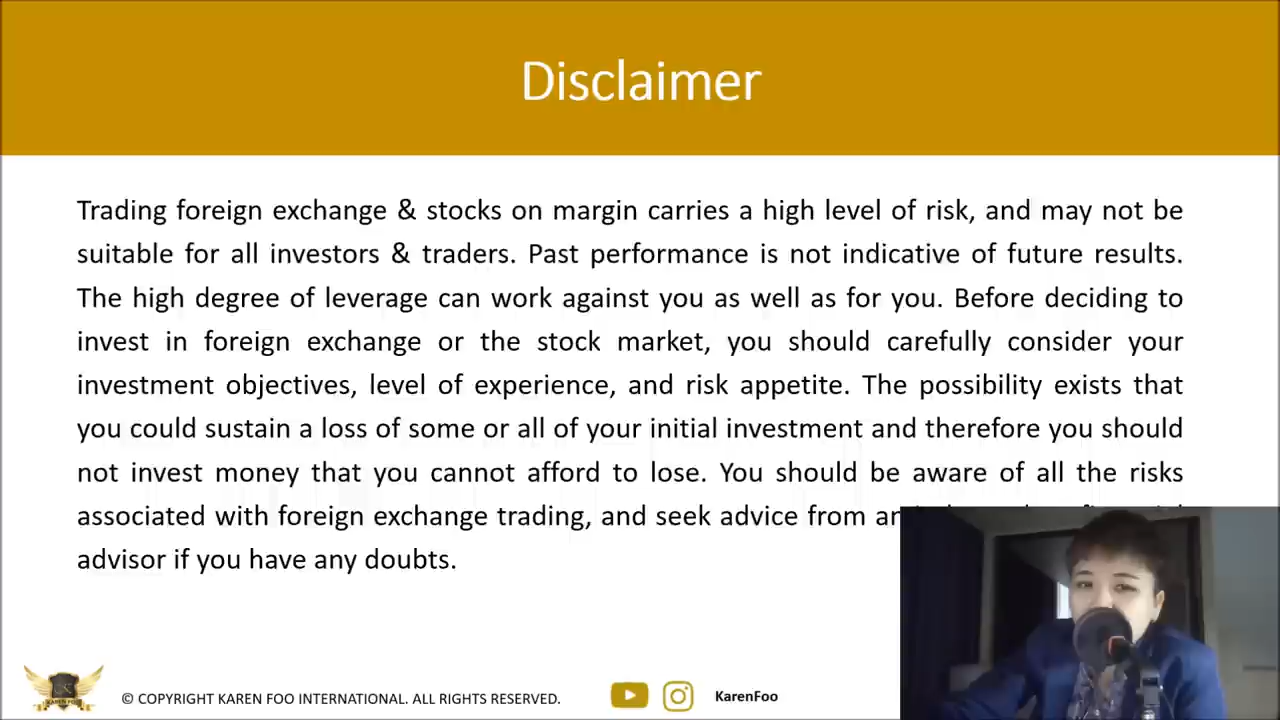 Disclaimer
Trading foreign exchange & stocks on margin carries a high level of risk, and may not be
suitable for all investors & traders. Past performance is not indicative of future results.
The high degree of leverage can work against you as well as for you. Before deciding to
invest in foreign exchange or the stock market, you should carefully consider your
investment objectives, level of experience, and risk appetite. The possibility exists that
you could sustain a loss of some or all of your initial investment and therefore you should
not invest money that you cannot afford to lose. You should be aware of all the risks
associated with foreign exchange trading, and seek advice from
advisor if you have any doubts.
KAREN FOO
© COPYRIGHT KAREN FOO INTERNATIONAL. ALL RIGHTS RESERVED.
KarenFoo